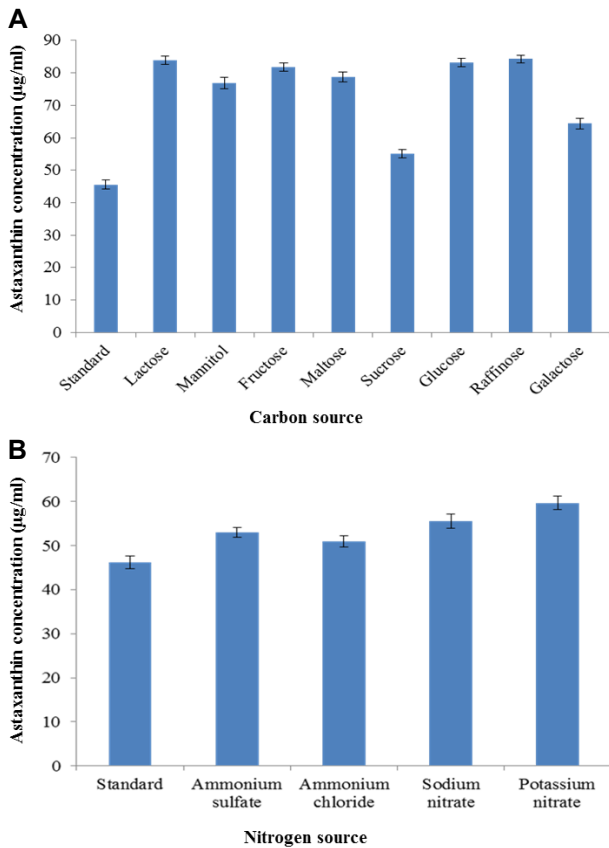 A
Astaxanthin concentration (µg/ml)
90
80
70
60
50
40
30
20
10
0
Standard
Lactose
Mannitol
Fructose
Maltose
Sucrose
Glucose
Raffinose
Galactose
Carbon source
B
Astaxanthin concentration (µg/ml)
70
60
50
40
30
20
10
0
Standard
Ammonium
sulfate
Ammonium
chloride
Sodium
nitrate
Potassium
nitrate
Nitrogen source